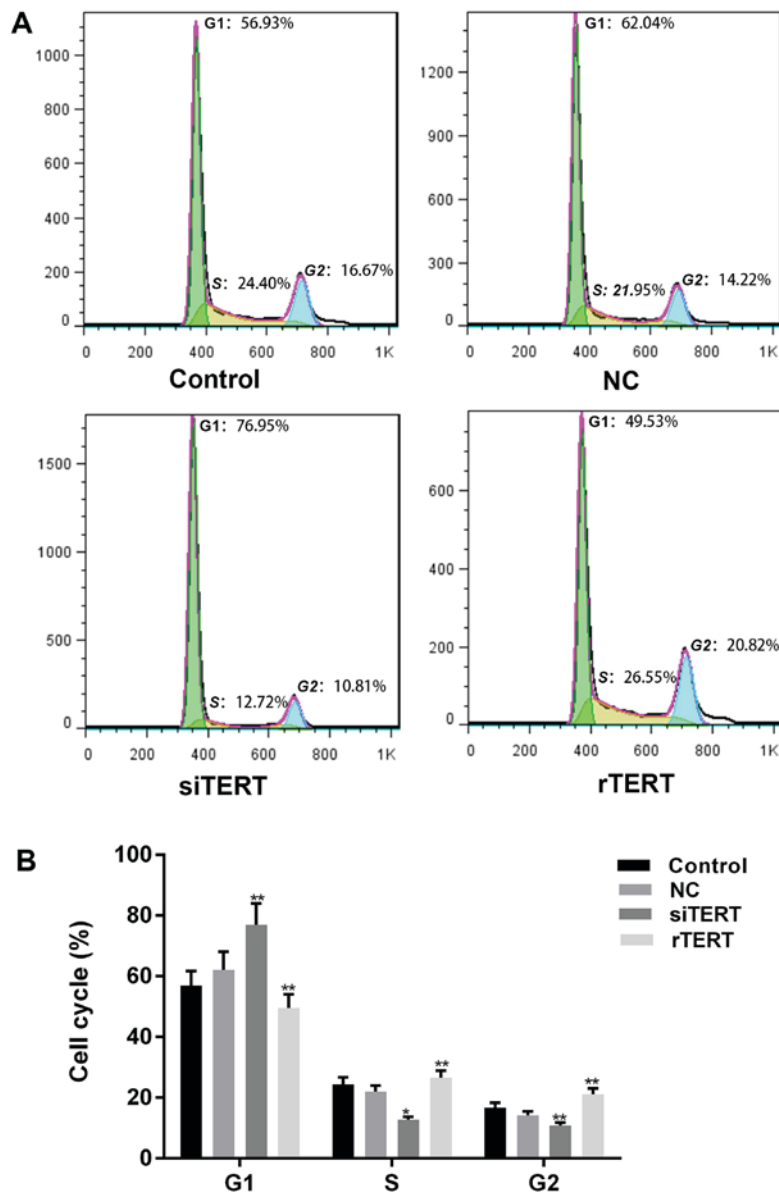 A
G1: 56.93%
S: 24.40%
G2: 16.67%
1000
800
600
400
200
0
0 200 400 600 800 1K
Control
G1: 62.04%
S: 21.95%
G2: 14.22%
1200
900
600
300
0
0 200 400 600 800 1K
NC
G1: 76.95%
S: 12.72%
G2: 10.81%
1500
1000
500
0
0 200 400 600 800 1K
siTERT
G1: 49.53%
S: 26.55%
G2: 20.82%
600
400
200
0
0 200 400 600 800 1K
rTERT
B
Cell cycle (%)
100
80
60
40
20
0
**
**
*
**
**
**
G1 S G2
Control
NC
siTERT
rTERT